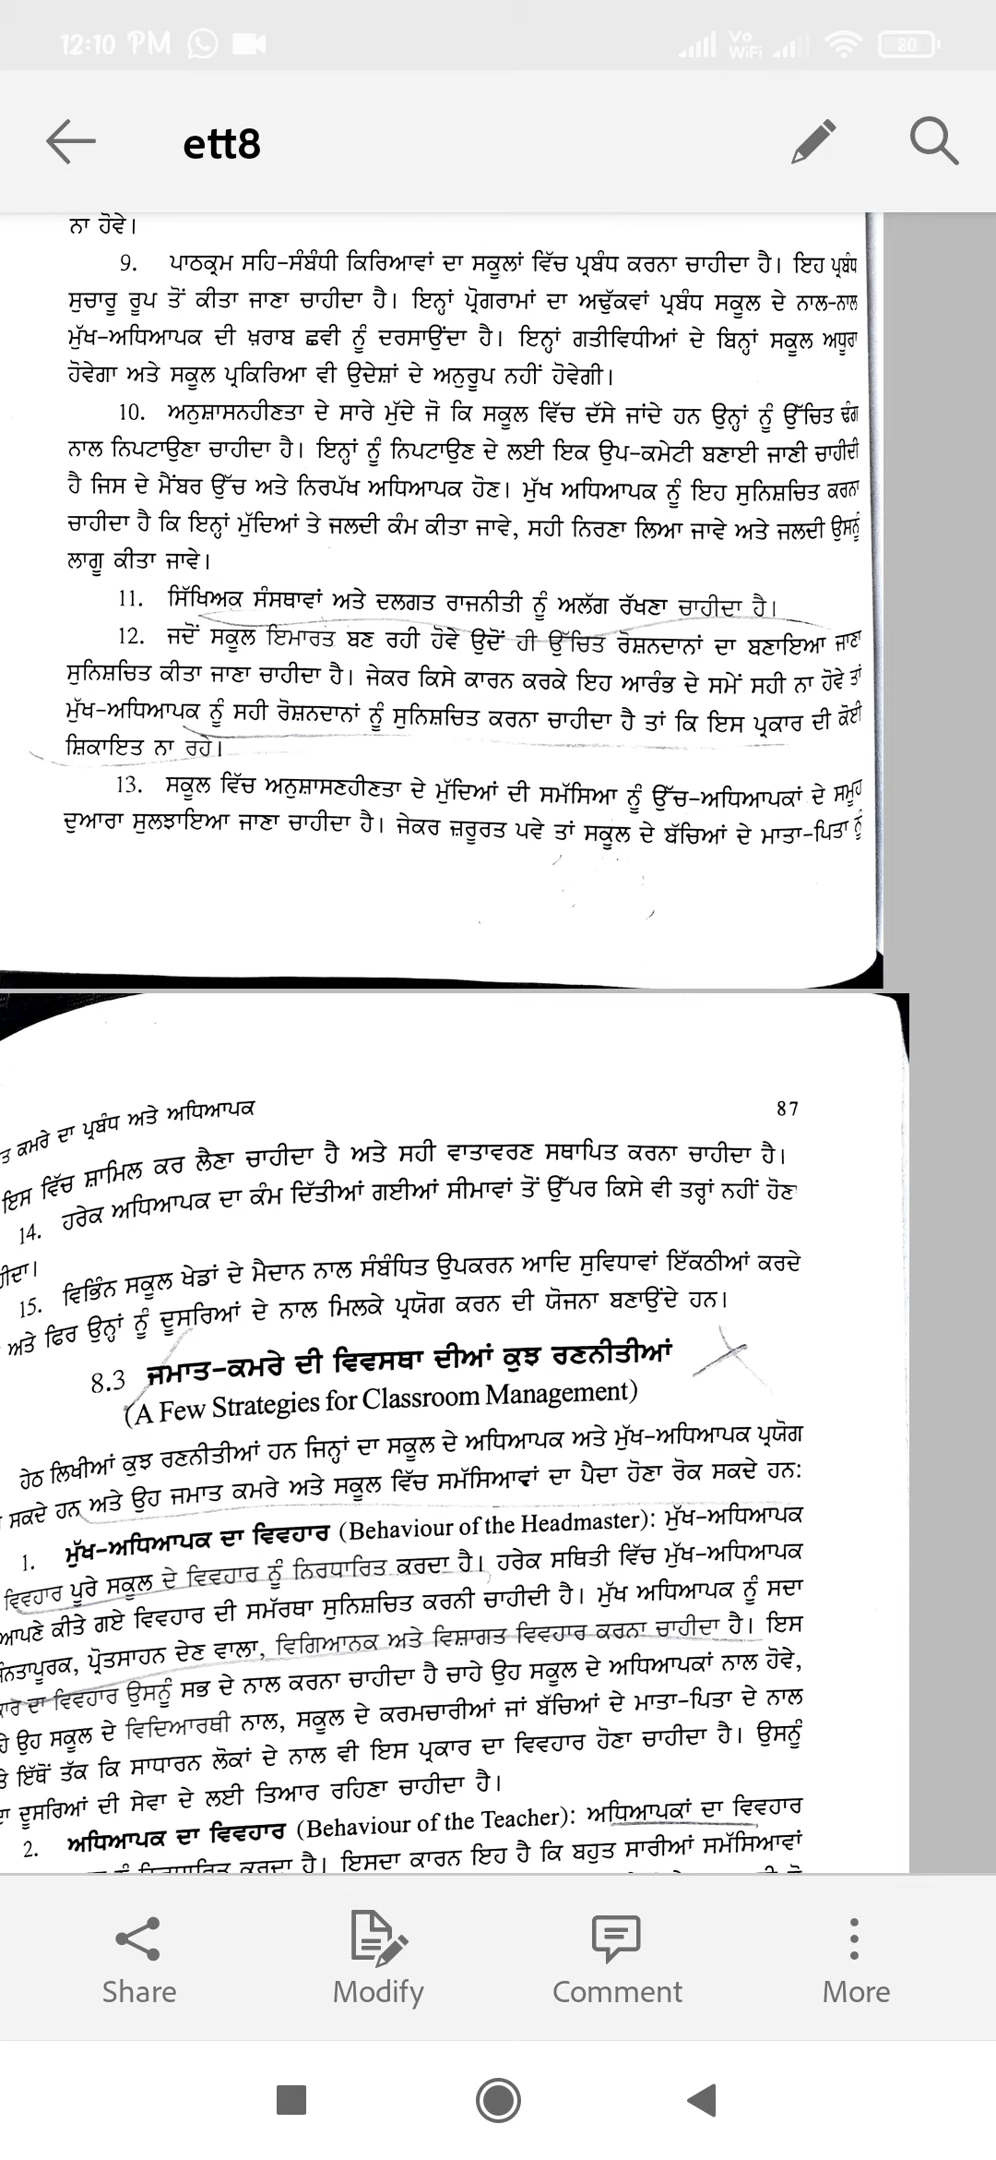 12:10 PM
Vo
WiFi
80
ett8
ਨਾ ਹੋਵੇ।
9. ਪਾਠਕ੍ਰਮ ਸਹਿ-ਸੰਬੰਧੀ ਕਿਰਿਆਵਾਂ ਦਾ ਸਕੂਲਾਂ ਵਿੱਚ ਪ੍ਰਬੰਧ ਕਰਨਾ ਚਾਹੀਦਾ ਹੈ। ਇਹ ਪ੍ਰਬੰਧ
ਸੁਚਾਰੂ ਰੂਪ ਤੋਂ ਕੀਤਾ ਜਾਣਾ ਚਾਹੀਦਾ ਹੈ। ਇਨ੍ਹਾਂ ਪ੍ਰੋਗਰਾਮਾਂ ਦਾ ਅਢੁੱਕਵਾਂ ਪ੍ਰਬੰਧ ਸਕੂਲ ਦੇ ਨਾਲ-ਨਾਲ
ਮੁੱਖ-ਅਧਿਆਪਕ ਦੀ ਖ਼ਰਾਬ ਛਵੀ ਨੂੰ ਦਰਸਾਉਂਦਾ ਹੈ। ਇਨ੍ਹਾਂ ਗਤੀਵਿਧੀਆਂ ਦੇ ਬਿਨ੍ਹਾਂ ਸਕੂਲ ਅਧੂਰਾ
ਹੋਵੇਗਾ ਅਤੇ ਸਕੂਲ ਪ੍ਰਕਿਰਿਆ ਵੀ ਉਦੇਸ਼ਾਂ ਦੇ ਅਨੁਰੂਪ ਨਹੀਂ ਹੋਵੇਗੀ।
10. ਅਨੁਸ਼ਾਸਨਹੀਣਤਾ ਦੇ ਸਾਰੇ ਮੁੱਦੇ ਜੋ ਕਿ ਸਕੂਲ ਵਿੱਚ ਦੱਸੇ ਜਾਂਦੇ ਹਨ ਉਨ੍ਹਾਂ ਨੂੰ ਉੱਚਿਤ ਢੰਗ
ਨਾਲ ਨਿਪਟਾਉਣਾ ਚਾਹੀਦਾ ਹੈ। ਇਨ੍ਹਾਂ ਨੂੰ ਨਿਪਟਾਉਣ ਦੇ ਲਈ ਇਕ ਉਪ-ਕਮੇਟੀ ਬਣਾਈ ਜਾਣੀ ਚਾਹੀਦੀ
ਹੈ ਜਿਸ ਦੇ ਮੈਂਬਰ ਉੱਚ ਅਤੇ ਨਿਰਪੱਖ ਅਧਿਆਪਕ ਹੋਣ। ਮੁੱਖ ਅਧਿਆਪਕ ਨੂੰ ਇਹ ਸੁਨਿਸ਼ਚਿਤ ਕਰਨਾ
ਚਾਹੀਦਾ ਹੈ ਕਿ ਇਨ੍ਹਾਂ ਮੁੱਦਿਆਂ ਤੇ ਜਲਦੀ ਕੰਮ ਕੀਤਾ ਜਾਵੇ, ਸਹੀ ਨਿਰਣਾ ਲਿਆ ਜਾਵੇ ਅਤੇ ਜਲਦੀ ਉਸਨੂੰ
ਲਾਗੂ ਕੀਤਾ ਜਾਵੇ।
11. ਸਿੱਖਿਅਕ ਸੰਸਥਾਵਾਂ ਅਤੇ ਦਲਗਤ ਰਾਜਨੀਤੀ ਨੂੰ ਅਲੱਗ ਰੱਖਣਾ ਚਾਹੀਦਾ ਹੈ।
12. ਜਦੋਂ ਸਕੂਲ ਇਮਾਰਤ ਬਣ ਰਹੀ ਹੋਵੇ ਉਦੋਂ ਹੀ ਉੱਚਿਤ ਰੋਸ਼ਨਦਾਨਾਂ ਦਾ ਬਣਾਇਆ ਜਾਣਾ
ਸੁਨਿਸ਼ਚਿਤ ਕੀਤਾ ਜਾਣਾ ਚਾਹੀਦਾ ਹੈ। ਜੇਕਰ ਕਿਸੇ ਕਾਰਨ ਕਰਕੇ ਇਹ ਆਰੰਭ ਦੇ ਸਮੇਂ ਸਹੀ ਨਾ ਹੋਵੇ ਤਾਂ
ਮੁੱਖ-ਅਧਿਆਪਕ ਨੂੰ ਸਹੀ ਰੋਸ਼ਨਦਾਨਾਂ ਨੂੰ ਸੁਨਿਸ਼ਚਿਤ ਕਰਨਾ ਚਾਹੀਦਾ ਹੈ ਤਾਂ ਕਿ ਇਸ ਪ੍ਰਕਾਰ ਦੀ ਕੋਈ
ਸ਼ਿਕਾਇਤ ਨਾ ਰਹੇ।
13. ਸਕੂਲ ਵਿੱਚ ਅਨੁਸ਼ਾਸਣਹੀਣਤਾ ਦੇ ਮੁੱਦਿਆਂ ਦੀ ਸਮੱਸਿਆ ਨੂੰ ਉੱਚ-ਅਧਿਆਪਕਾਂ ਦੇ ਸਮੂਹ
ਦੁਆਰਾ ਸੁਲਝਾਇਆ ਜਾਣਾ ਚਾਹੀਦਾ ਹੈ। ਜੇਕਰ ਜ਼ਰੂਰਤ ਪਵੇ ਤਾਂ ਸਕੂਲ ਦੇ ਬੱਚਿਆਂ ਦੇ ਮਾਤਾ-ਪਿਤਾ ਨੂੰ
ਤ ਕਮਰੇ ਦਾ ਪ੍ਰਬੰਧ ਅਤੇ ਅਧਿਆਪਕ 87
ਇਸ ਵਿੱਚ ਸ਼ਾਮਿਲ ਕਰ ਲੈਣਾ ਚਾਹੀਦਾ ਹੈ ਅਤੇ ਸਹੀ ਵਾਤਾਵਰਣ ਸਥਾਪਿਤ ਕਰਨਾ ਚਾਹੀਦਾ ਹੈ।
14. ਹਰੇਕ ਅਧਿਆਪਕ ਦਾ ਕੰਮ ਦਿੱਤੀਆਂ ਗਈਆਂ ਸੀਮਾਵਾਂ ਤੋਂ ਉੱਪਰ ਕਿਸੇ ਵੀ ਤਰ੍ਹਾਂ ਨਹੀਂ ਹੋਣਾ
ਹੀਦਾ।
15. ਵਿਭਿੰਨ ਸਕੂਲ ਖੇਡਾਂ ਦੇ ਮੈਦਾਨ ਨਾਲ ਸੰਬੰਧਿਤ ਉਪਕਰਨ ਆਦਿ ਸੁਵਿਧਾਵਾਂ ਇੱਕਠੀਆਂ ਕਰਦੇ
ਅਤੇ ਫਿਰ ਉਨ੍ਹਾਂ ਨੂੰ ਦੂਸਰਿਆਂ ਦੇ ਨਾਲ ਮਿਲਕੇ ਪ੍ਰਯੋਗ ਕਰਨ ਦੀ ਯੋਜਨਾ ਬਣਾਉਂਦੇ ਹਨ।
8.3 ਜਮਾਤ-ਕਮਰੇ ਦੀ ਵਿਵਸਥਾ ਦੀਆਂ ਕੁਝ ਰਣਨੀਤੀਆਂ
(A Few Strategies for Classroom Management)
ਹੇਠ ਲਿਖੀਆਂ ਕੁਝ ਰਣਨੀਤੀਆਂ ਹਨ ਜਿਨ੍ਹਾਂ ਦਾ ਸਕੂਲ ਦੇ ਅਧਿਆਪਕ ਅਤੇ ਮੁੱਖ-ਅਧਿਆਪਕ ਪ੍ਰਯੋਗ
ਸਕਦੇ ਹਨ ਅਤੇ ਉਹ ਜਮਾਤ ਕਮਰੇ ਅਤੇ ਸਕੂਲ ਵਿੱਚ ਸਮੱਸਿਆਵਾਂ ਦਾ ਪੈਦਾ ਹੋਣਾ ਰੋਕ ਸਕਦੇ ਹਨ:
1. ਮੁੱਖ-ਅਧਿਆਪਕ ਦਾ ਵਿਵਹਾਰ (Behaviour of the Headmaster): ਮੁੱਖ-ਅਧਿਆਪਕ
ਵਿਵਹਾਰ ਪੂਰੇ ਸਕੂਲ ਦੇ ਵਿਵਹਾਰ ਨੂੰ ਨਿਰਧਾਰਿਤ ਕਰਦਾ ਹੈ। ਹਰੇਕ ਸਥਿਤੀ ਵਿੱਚ ਮੁੱਖ-ਅਧਿਆਪਕ
ਆਪਣੇ ਕੀਤੇ ਗਏ ਵਿਵਹਾਰ ਦੀ ਸਮੱਰਥਾ ਸੁਨਿਸ਼ਚਿਤ ਕਰਨੀ ਚਾਹੀਦੀ ਹੈ। ਮੁੱਖ ਅਧਿਆਪਕ ਨੂੰ ਸਦਾ
ਨਤਾਪੂਰਕ, ਪ੍ਰੋਤਸਾਹਨ ਦੇਣ ਵਾਲਾ, ਵਿਗਿਆਨਕ ਅਤੇ ਵਿਸ਼ਾਗਤ ਵਿਵਹਾਰ ਕਰਨਾ ਚਾਹੀਦਾ ਹੈ। ਇਸ
ਦਾ ਵਿਵਹਾਰ ਉਸਨੂੰ ਸਭ ਦੇ ਨਾਲ ਕਰਨਾ ਚਾਹੀਦਾ ਹੈ ਚਾਹੇ ਉਹ ਸਕੂਲ ਦੇ ਅਧਿਆਪਕਾਂ ਨਾਲ ਹੋਵੇ,
ਹੇ ਉਹ ਸਕੂਲ ਦੇ ਵਿਦਿਆਰਥੀ ਨਾਲ, ਸਕੂਲ ਦੇ ਕਰਮਚਾਰੀਆਂ ਜਾਂ ਬੱਚਿਆਂ ਦੇ ਮਾਤਾ-ਪਿਤਾ ਦੇ ਨਾਲ
ਤੇ ਇੱਥੋਂ ਤੱਕ ਕਿ ਸਾਧਾਰਨ ਲੋਕਾਂ ਦੇ ਨਾਲ ਵੀ ਇਸ ਪ੍ਰਕਾਰ ਦਾ ਵਿਵਹਾਰ ਹੋਣਾ ਚਾਹੀਦਾ ਹੈ। ਉਸਨੂੰ
ਦੂਸਰਿਆਂ ਦੀ ਸੇਵਾ ਦੇ ਲਈ ਤਿਆਰ ਰਹਿਣਾ ਚਾਹੀਦਾ ਹੈ।
2. ਅਧਿਆਪਕ ਦਾ ਵਿਵਹਾਰ (Behaviour of the Teacher): ਅਧਿਆਪਕਾਂ ਦਾ ਵਿਵਹਾਰ
ਨੂੰ ਨਿਰਧਾਰਿਤ ਕਰਦਾ ਹੈ। ਇਸਦਾ ਕਾਰਨ ਇਹ ਹੈ ਕਿ ਬਹੁਤ ਸਾਰੀਆਂ ਸਮੱਸਿਆਵਾਂ
Share
Modify
Comment
More